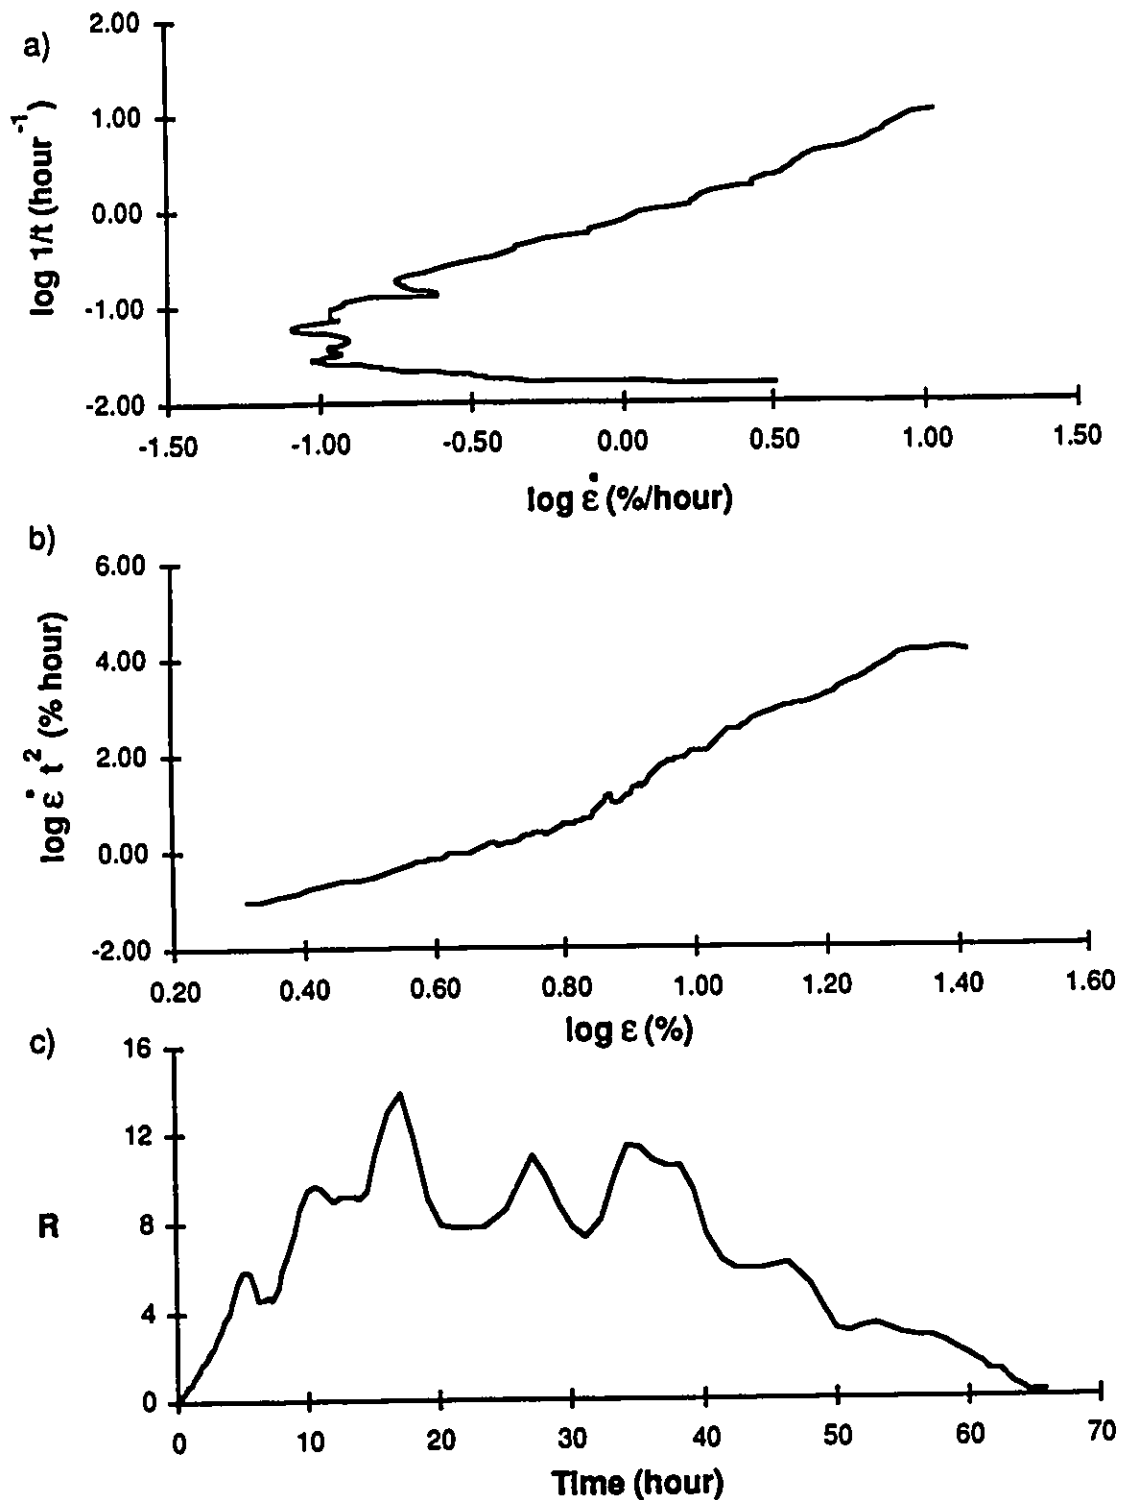 a)
2.00
1.00
0.00
-1.00
-2.00
log 1/t (hour⁻¹)
-1.50 -1.00 -0.50 0.00 0.50 1.00 1.50
log ε̇ (%/hour)
b)
6.00
4.00
2.00
0.00
-2.00
log ε̇ t² (% hour)
0.20 0.40 0.60 0.80 1.00 1.20 1.40 1.60
log ε (%)
c)
16
12
8
4
0
R
0 10 20 30 40 50 60 70
Time (hour)